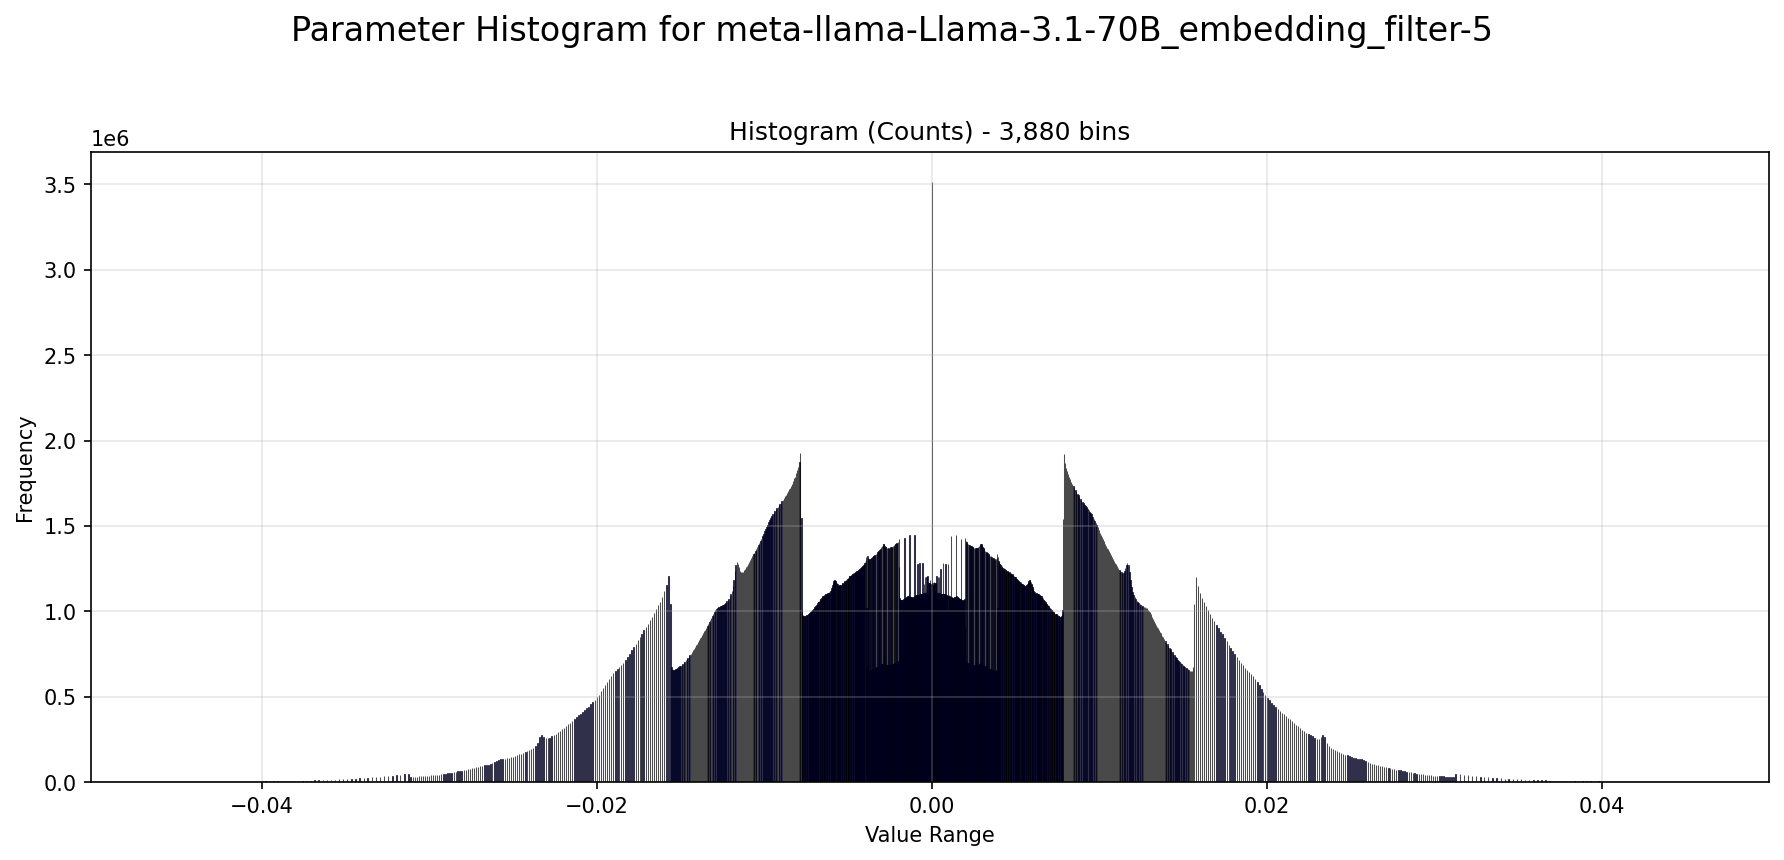 Parameter Histogram for meta-llama-Llama-3.1-70B_embedding_filter-5
Histogram (Counts) - 3,880 bins
1e6
3.5
3.0
2.5
2.0
1.5
1.0
0.5
0.0
Frequency
−0.04 −0.02 0.00 0.02 0.04
Value Range